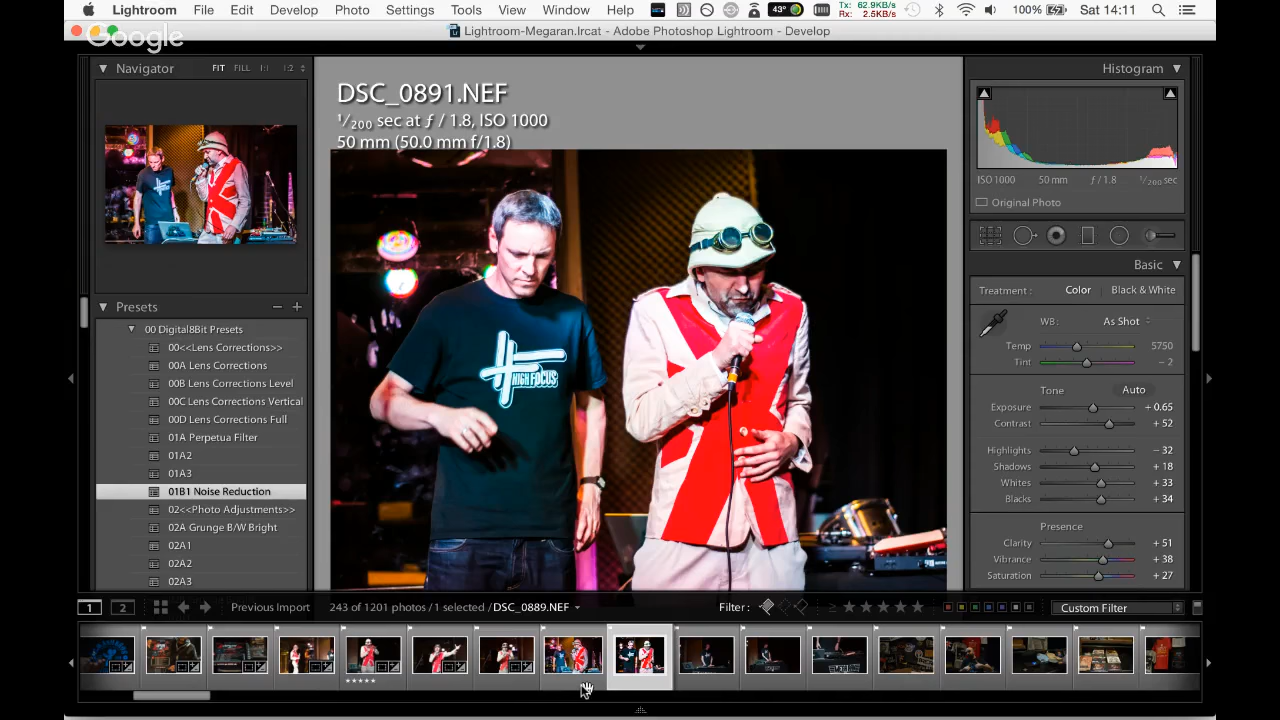 Lightroom File Edit Develop Photo Settings Tools View Window Help 43° Tx: 62.9KB/s Rx: 2.5KB/s 100% Sat 14:11
Google
Lightroom-Megaran.lrcat - Adobe Photoshop Lightroom - Develop
Navigator FIT FILL 1:1 1:2
Presets
00 Digital8Bit Presets
00<<Lens Corrections>>
00A Lens Corrections
00B Lens Corrections Level
00C Lens Corrections Vertical
00D Lens Corrections Full
01A Perpetua Filter
01A2
01A3
01B1 Noise Reduction
02<<Photo Adjustments>>
02A Grunge B/W Bright
02A1
02A2
02A3
DSC_0891.NEF
1/200 sec at ƒ / 1.8, ISO 1000
50 mm (50.0 mm f/1.8)
HIGH FOCUS
Histogram
ISO 1000 50 mm ƒ / 1.8 1/200 sec
Original Photo
Basic
Treatment : Color Black & White
WB: As Shot
Temp 5750
Tint - 2
Tone Auto
Exposure + 0.65
Contrast + 52
Highlights - 32
Shadows + 18
Whites + 33
Blacks + 34
Presence
Clarity + 51
Vibrance + 38
Saturation + 27
1 2 Previous Import 243 of 1201 photos / 1 selected / DSC_0889.NEF Filter : Custom Filter